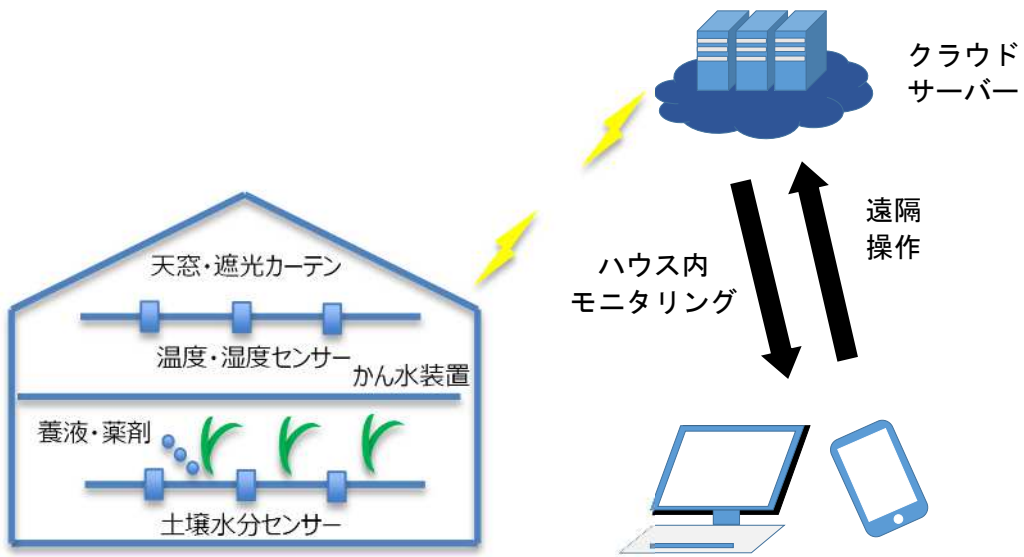 クラウド
サーバー
遠隔
操作
ハウス内
モニタリング
天窓・遮光カーテン
温度・湿度センサー
かん水装置
養液・薬剤
土壌水分センサー